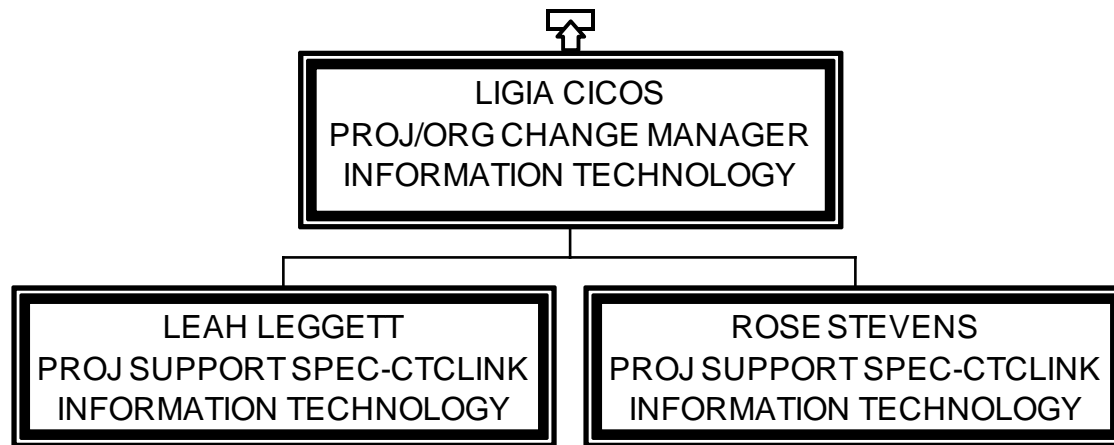 LIGIA CICOS
PROJ/ORG CHANGE MANAGER
INFORMATION TECHNOLOGY
LEAH LEGGETT
PROJ SUPPORT SPEC-CTCLINK
INFORMATION TECHNOLOGY
ROSE STEVENS
PROJ SUPPORT SPEC-CTCLINK
INFORMATION TECHNOLOGY